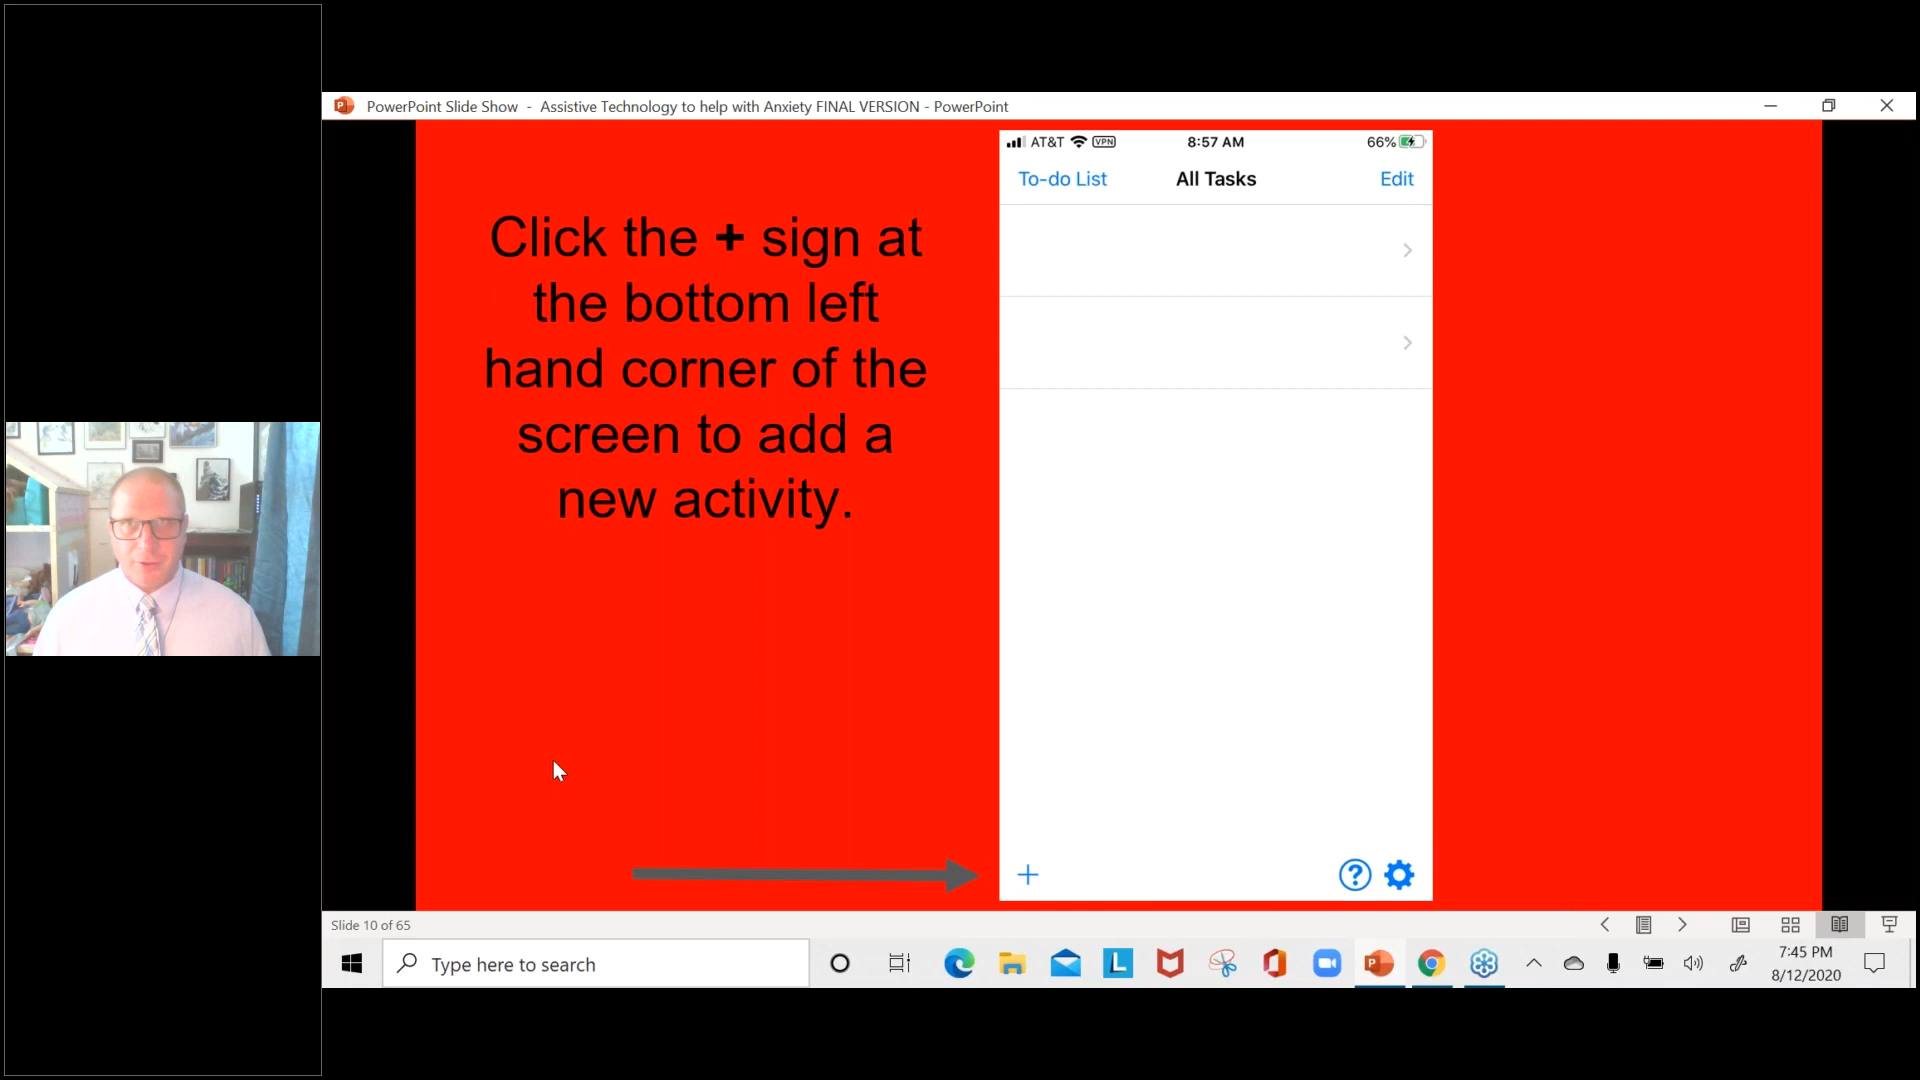 PowerPoint Slide Show - Assistive Technology to help with Anxiety FINAL VERSION - PowerPoint
AT&T VPN 8:57 AM 66%
To-do List All Tasks Edit
Click the + sign at
the bottom left
hand corner of the
screen to add a
new activity.
+ ?
Slide 10 of 65
Type here to search
L
7:45 PM
8/12/2020